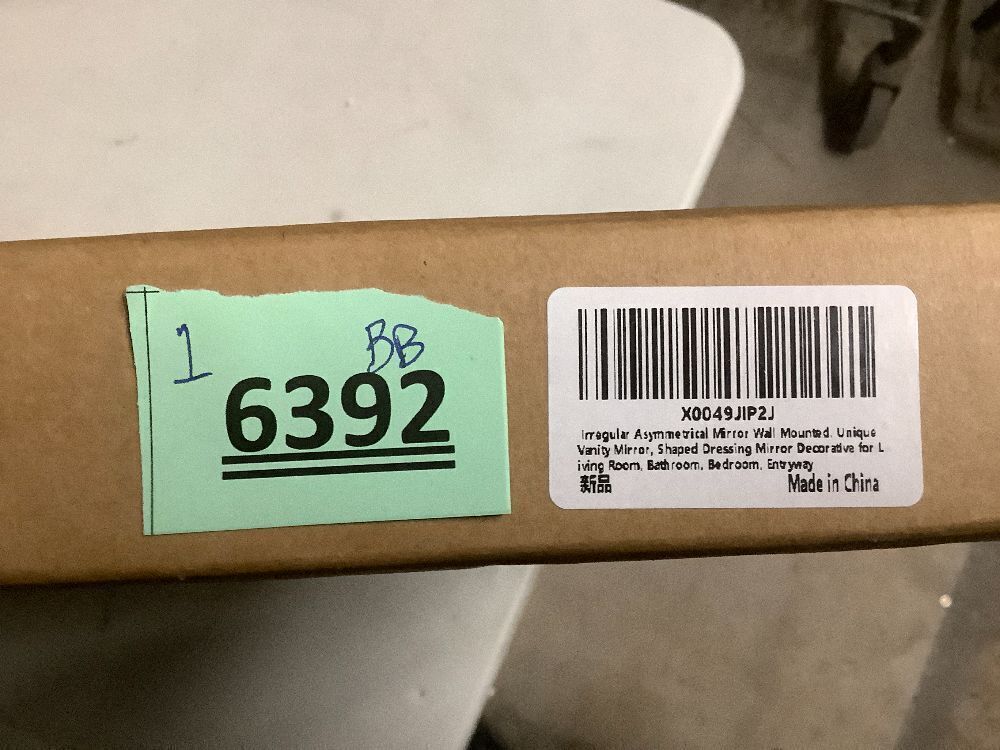 1 BB
6392
X0049JIP2J
Irregular Asymmetrical Mirror Wall Mounted, Unique
Vanity Mirror, Shaped Dressing Mirror Decorative for L
iving Room, Bathroom, Bedroom, Entryway
新品 Made in China